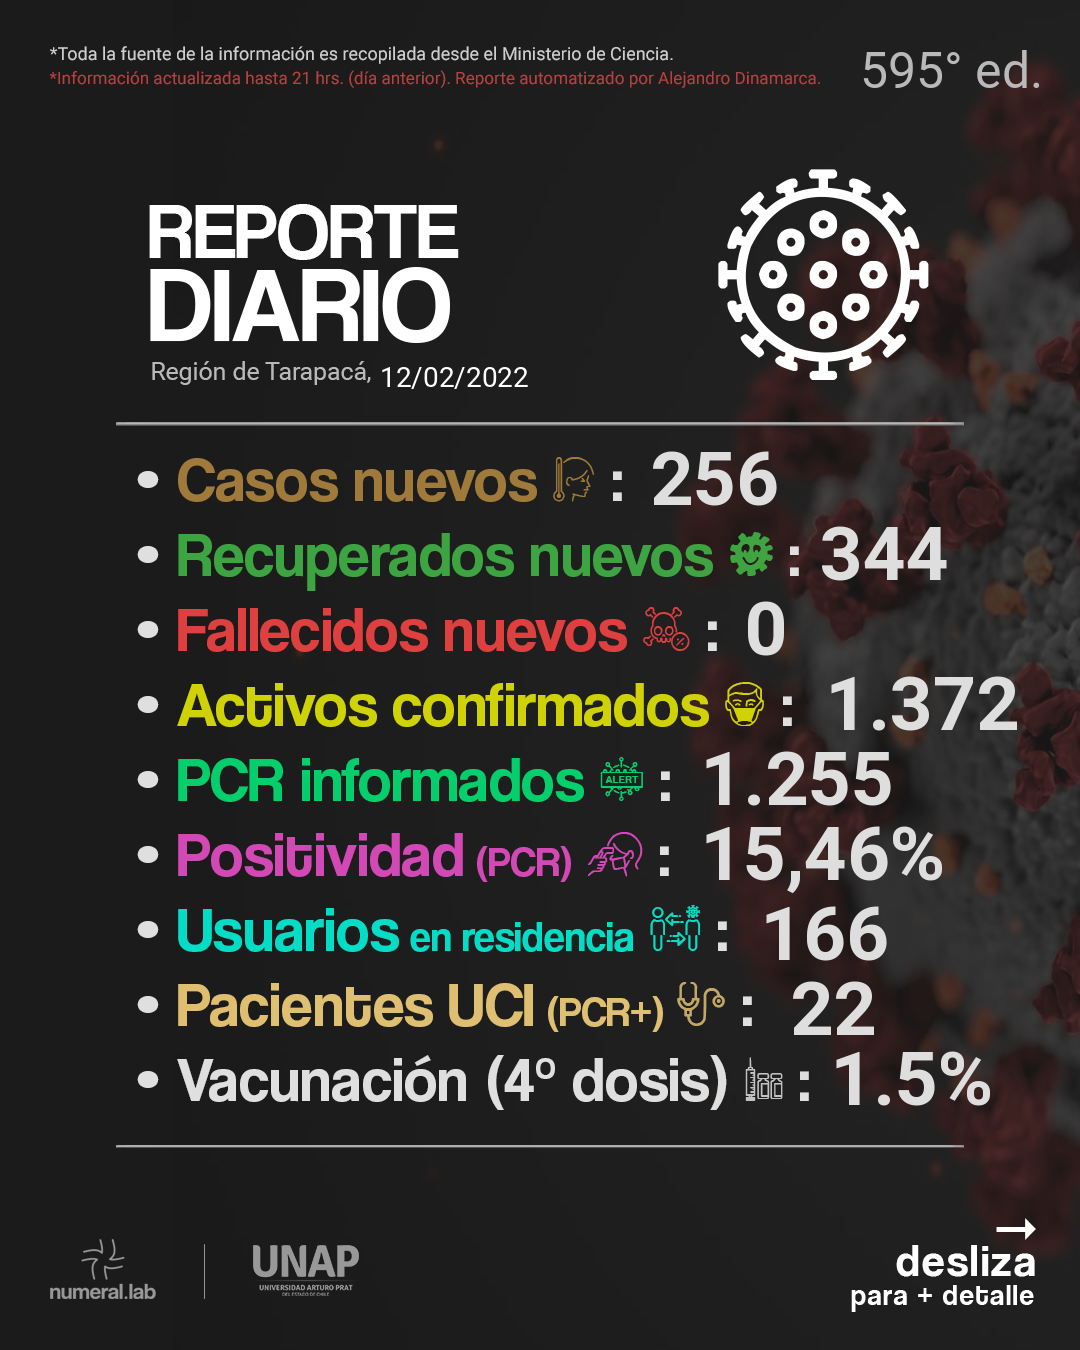 *Toda la fuente de la información es recopilada desde el Ministerio de Ciencia.
*Información actualizada hasta 21 hrs. (día anterior). Reporte automatizado por Alejandro Dinamarca.
595° ed.
REPORTE
DIARIO
Región de Tarapacá, 12/02/2022
• Casos nuevos : 256
• Recuperados nuevos : 344
• Fallecidos nuevos : 0
• Activos confirmados : 1.372
• PCR informados ALERT : 1.255
• Positividad (PCR) : 15,46%
• Usuarios en residencia : 166
• Pacientes UCI (PCR+) : 22
• Vacunación (4º dosis) : 1.5%
numeral.lab
UNAP
UNIVERSIDAD ARTURO PRAT
DEL ESTADO DE CHILE
desliza
para + detalle